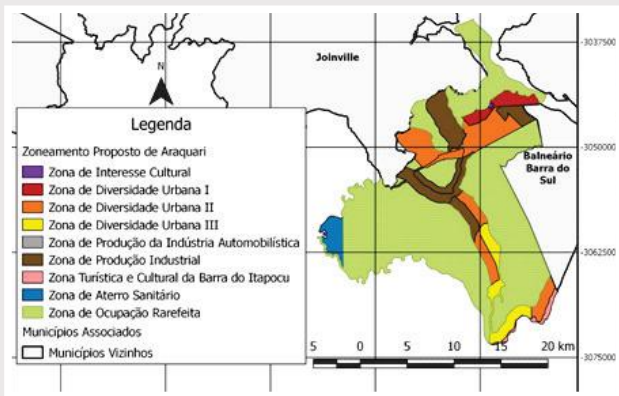 Joinville
-3037500
N
Legenda
Zoneamento Proposto de Araquari
Zona de Interesse Cultural
Zona de Diversidade Urbana I
Zona de Diversidade Urbana II
Zona de Diversidade Urbana III
Zona de Produção da Indústria Automobilística
Zona de Produção Industrial
Zona Turística e Cultural da Barra do Itapocu
Zona de Aterro Sanitário
Zona de Ocupação Rarefeita
Municípios Associados
Municípios Vizinhos
-3050000
Balneário
Barra do
Sul
-3062500
5 0 5 10 15 20 km
-3075000